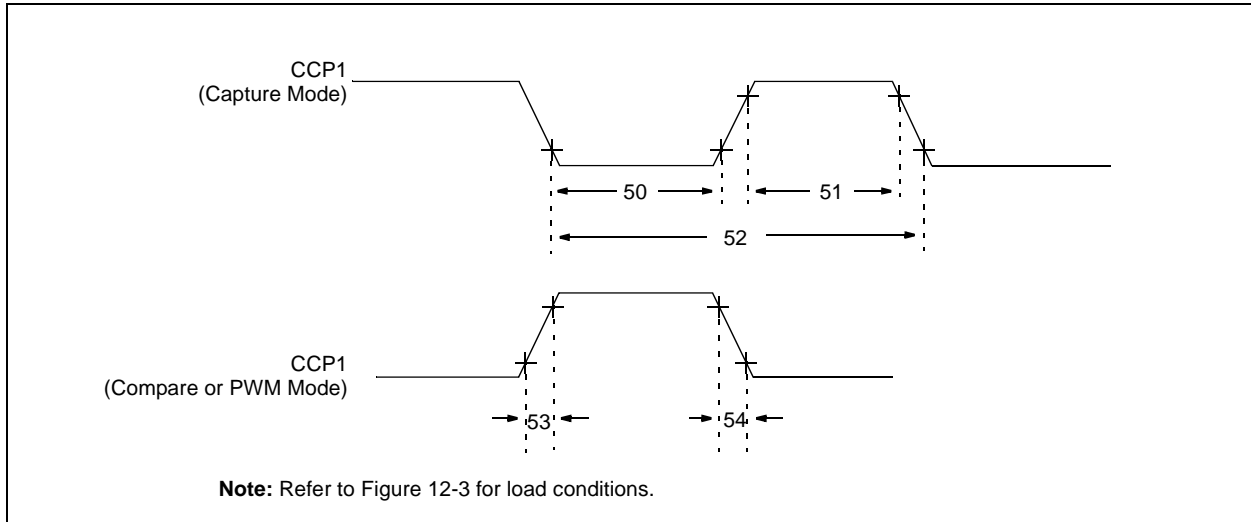 CCP1
(Capture Mode)
50
51
52
CCP1
(Compare or PWM Mode)
53
54
Note: Refer to Figure 12-3 for load conditions.